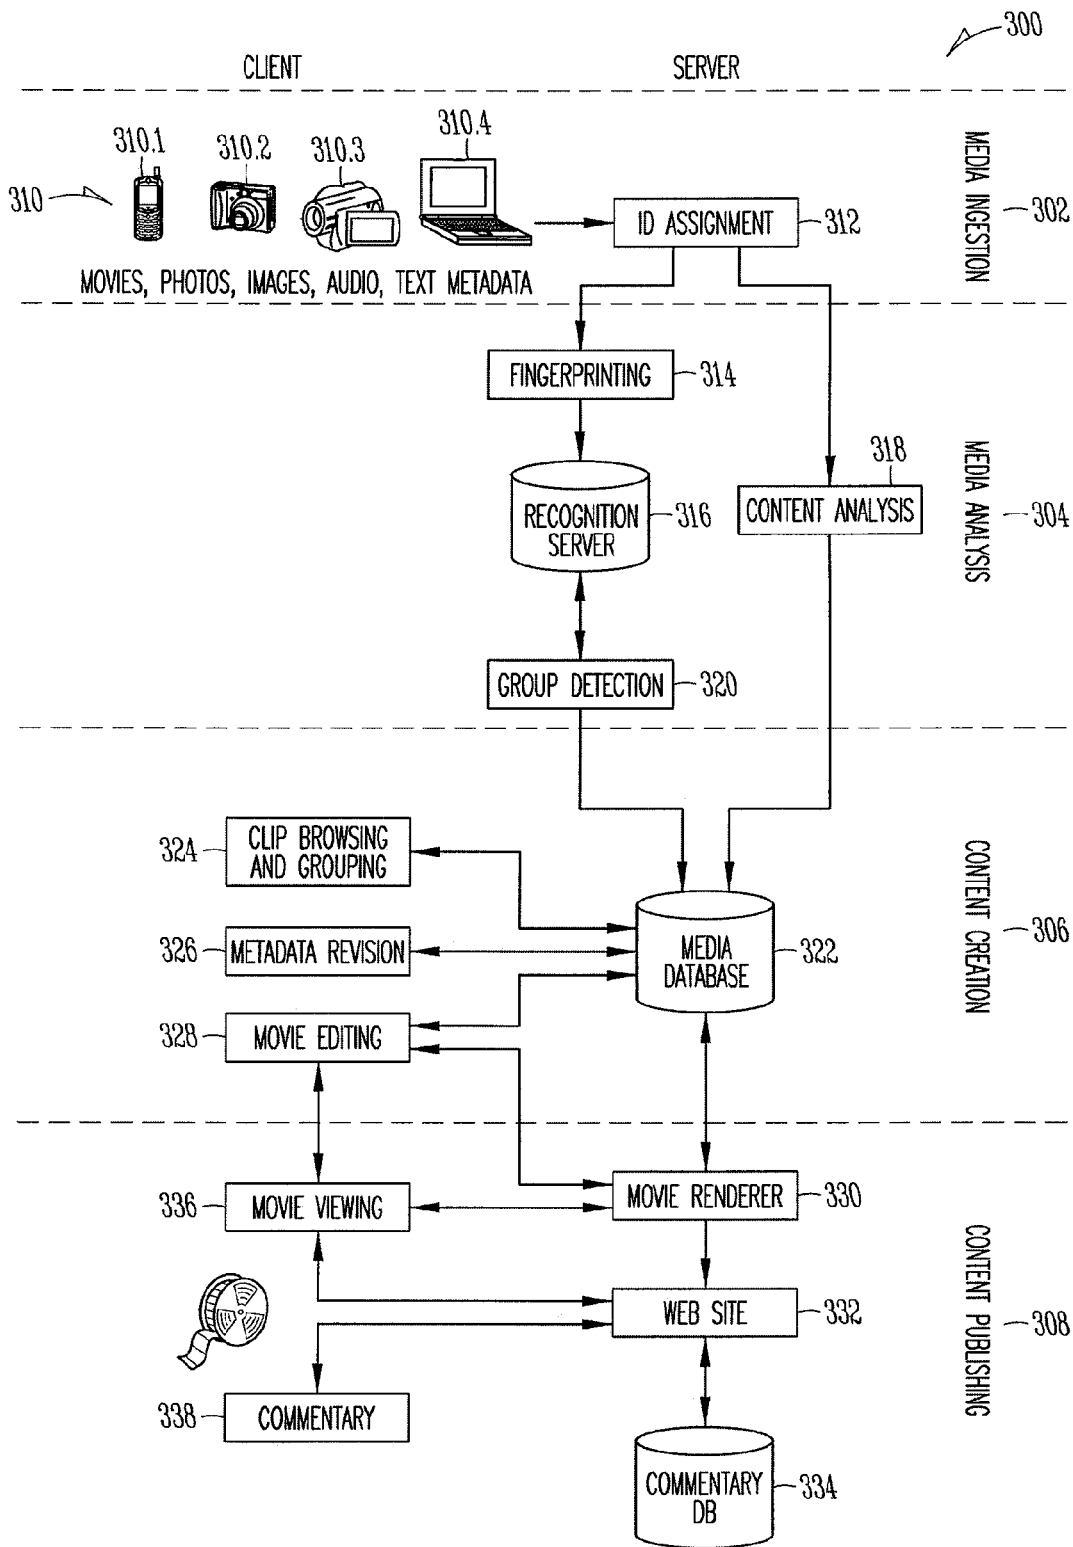 300
CLIENT
SERVER
310.1
310.2
310.3
310.4
310
ID ASSIGNMENT
312
MEDIA INGESTION
302
MOVIES, PHOTOS, IMAGES, AUDIO, TEXT METADATA
FINGERPRINTING
314
RECOGNITION
SERVER
316
318
CONTENT ANALYSIS
MEDIA ANALYSIS
304
GROUP DETECTION
320
324
CLIP BROWSING
AND GROUPING
326
METADATA REVISION
MEDIA
DATABASE
322
CONTENT CREATION
306
328
MOVIE EDITING
336
MOVIE VIEWING
MOVIE RENDERER
330
WEB SITE
332
CONTENT PUBLISHING
308
338
COMMENTARY
COMMENTARY
DB
334